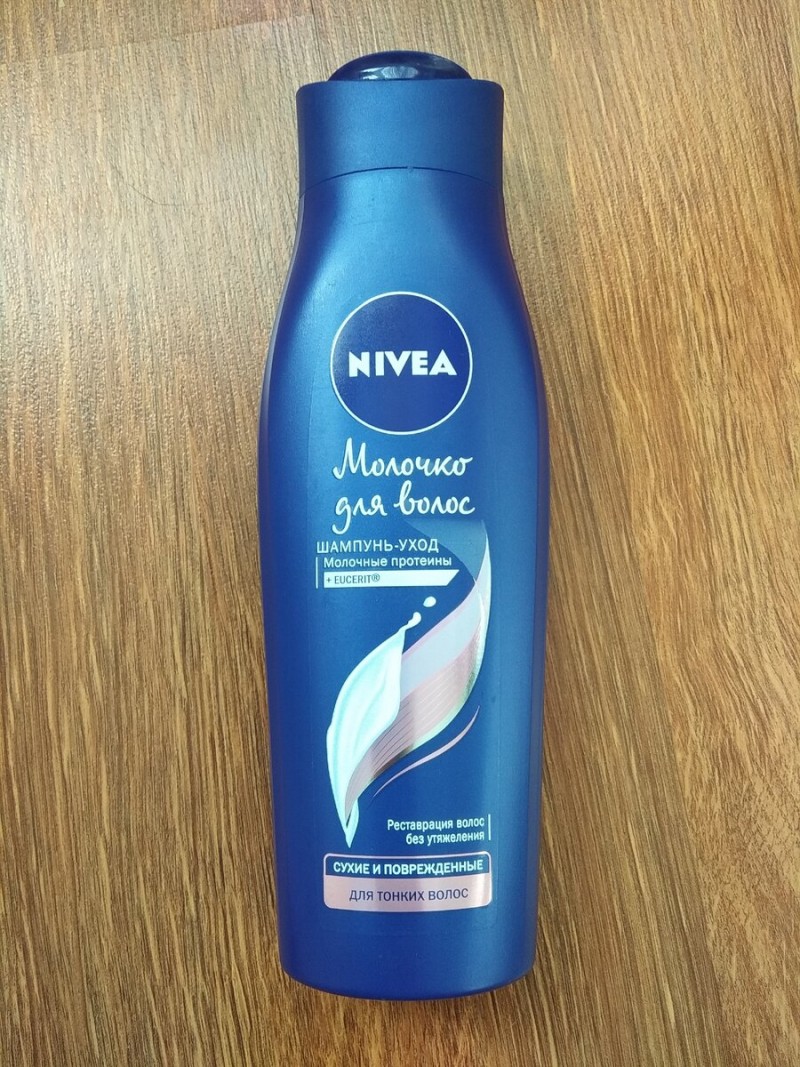 NIVEA
Молочко
для волос
ШАМПУНЬ-УХОД
Молочные протеины
+ EUCERIT®
Реставрация волос
без утяжеления
СУХИЕ И ПОВРЕЖДЕННЫЕ
ДЛЯ ТОНКИХ ВОЛОС